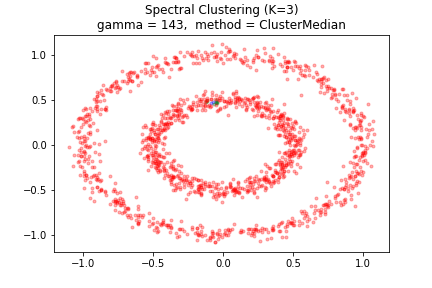 Spectral Clustering (K=3)
gamma = 143,  method = ClusterMedian
1.0
0.5
0.0
−0.5
−1.0
−1.0 −0.5 0.0 0.5 1.0